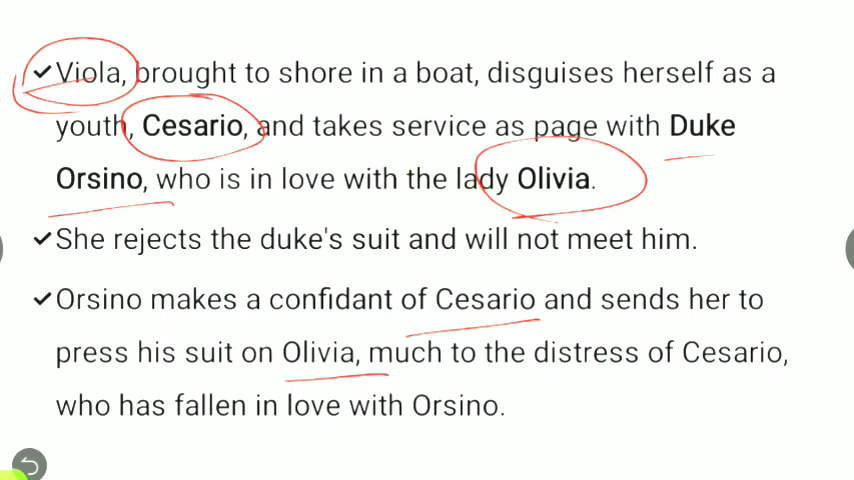 ✓Viola, brought to shore in a boat, disguises herself as a
youth, Cesario, and takes service as page with Duke
Orsino, who is in love with the lady Olivia.
✓She rejects the duke's suit and will not meet him.
✓Orsino makes a confidant of Cesario and sends her to
press his suit on Olivia, much to the distress of Cesario,
who has fallen in love with Orsino.